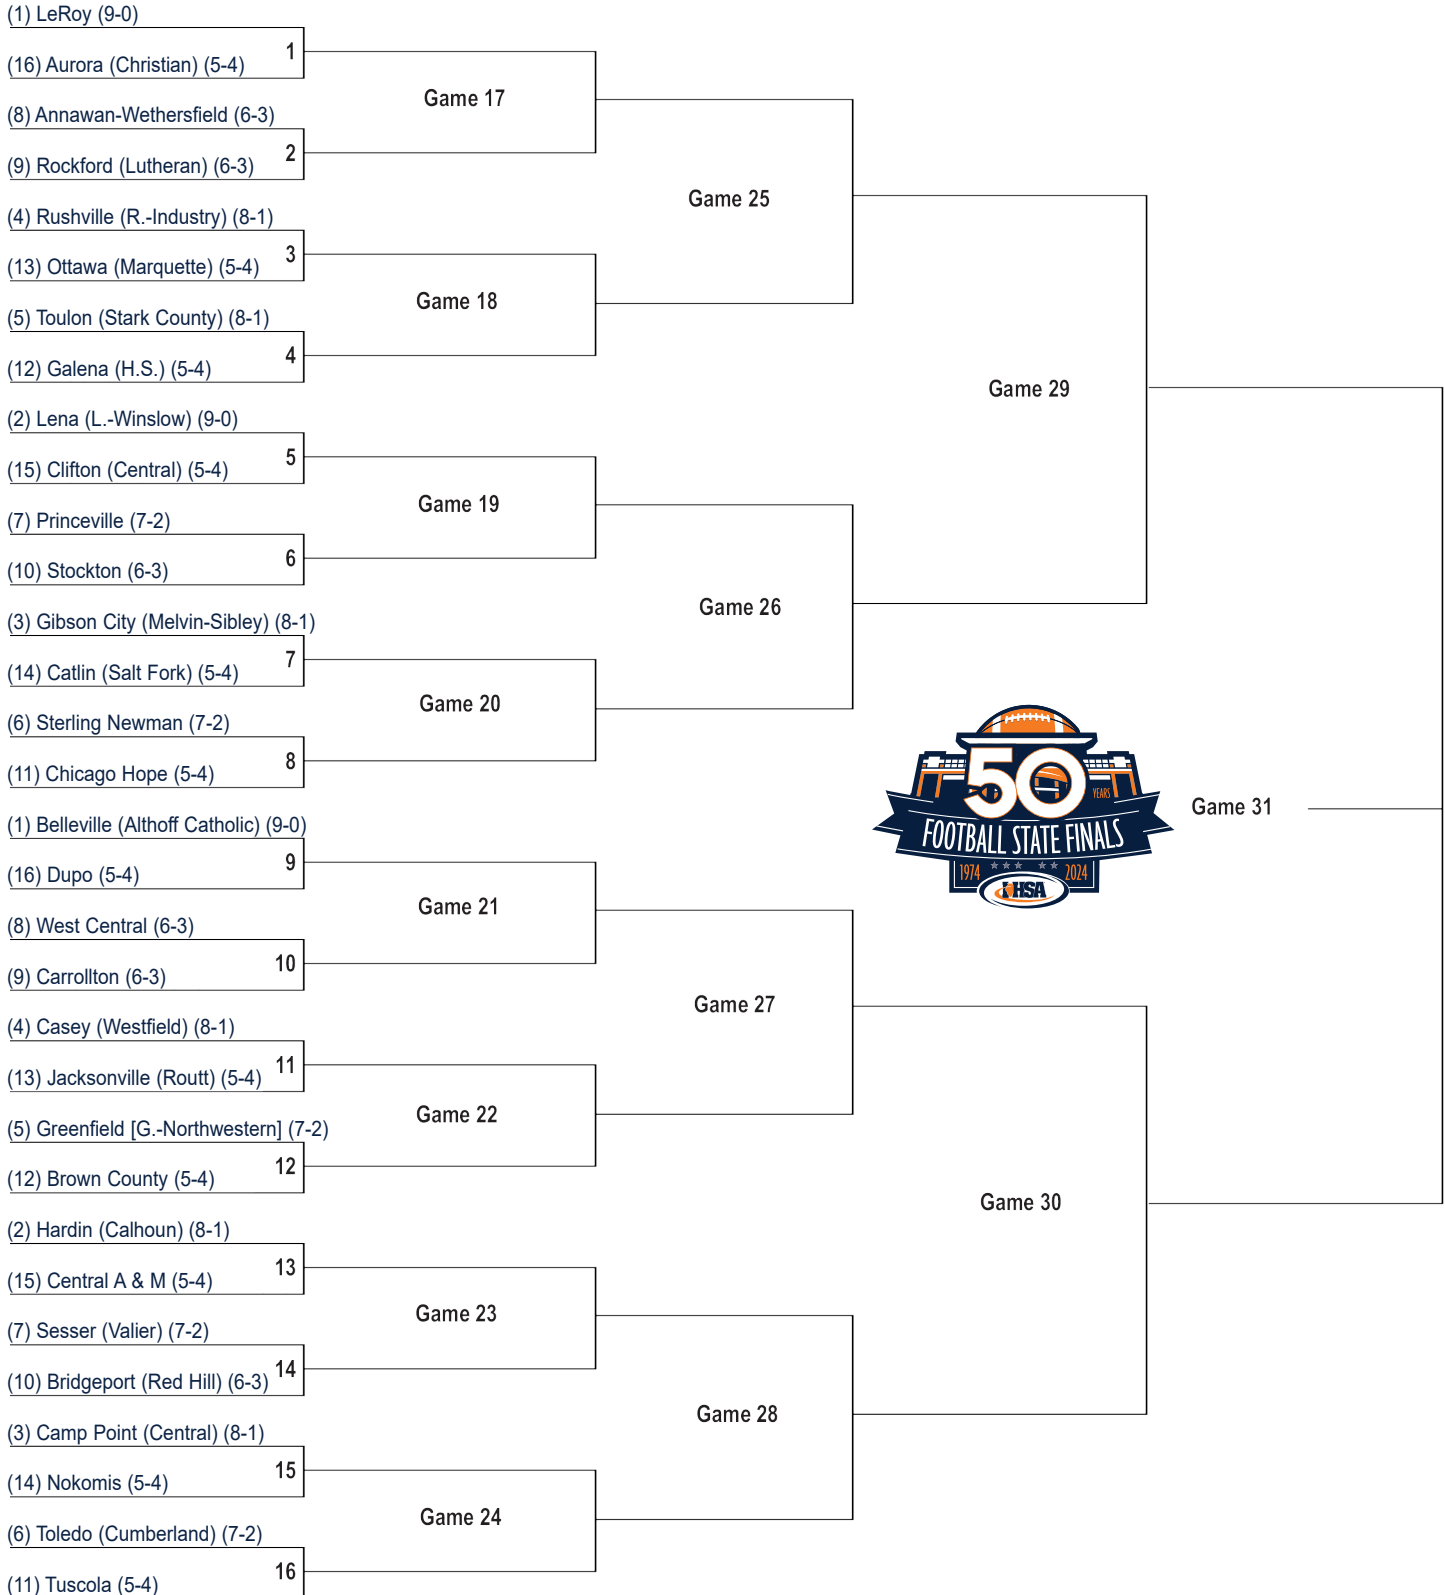 (1) LeRoy (9-0)
1
(16) Aurora (Christian) (5-4)
Game 17
(8) Annawan-Wethersfield (6-3)
2
(9) Rockford (Lutheran) (6-3)
Game 25
(4) Rushville (R.-Industry) (8-1)
3
(13) Ottawa (Marquette) (5-4)
Game 18
(5) Toulon (Stark County) (8-1)
4
(12) Galena (H.S.) (5-4)
Game 29
(2) Lena (L.-Winslow) (9-0)
5
(15) Clifton (Central) (5-4)
Game 19
(7) Princeville (7-2)
6
(10) Stockton (6-3)
Game 26
(3) Gibson City (Melvin-Sibley) (8-1)
7
(14) Catlin (Salt Fork) (5-4)
Game 20
(6) Sterling Newman (7-2)
8
(11) Chicago Hope (5-4)
50
YEARS
FOOTBALL STATE FINALS
1974
2024
IHSA
Game 31
(1) Belleville (Althoff Catholic) (9-0)
9
(16) Dupo (5-4)
Game 21
(8) West Central (6-3)
10
(9) Carrollton (6-3)
Game 27
(4) Casey (Westfield) (8-1)
11
(13) Jacksonville (Routt) (5-4)
Game 22
(5) Greenfield [G.-Northwestern] (7-2)
12
(12) Brown County (5-4)
Game 30
(2) Hardin (Calhoun) (8-1)
13
(15) Central A & M (5-4)
Game 23
(7) Sesser (Valier) (7-2)
14
(10) Bridgeport (Red Hill) (6-3)
Game 28
(3) Camp Point (Central) (8-1)
15
(14) Nokomis (5-4)
Game 24
(6) Toledo (Cumberland) (7-2)
16
(11) Tuscola (5-4)